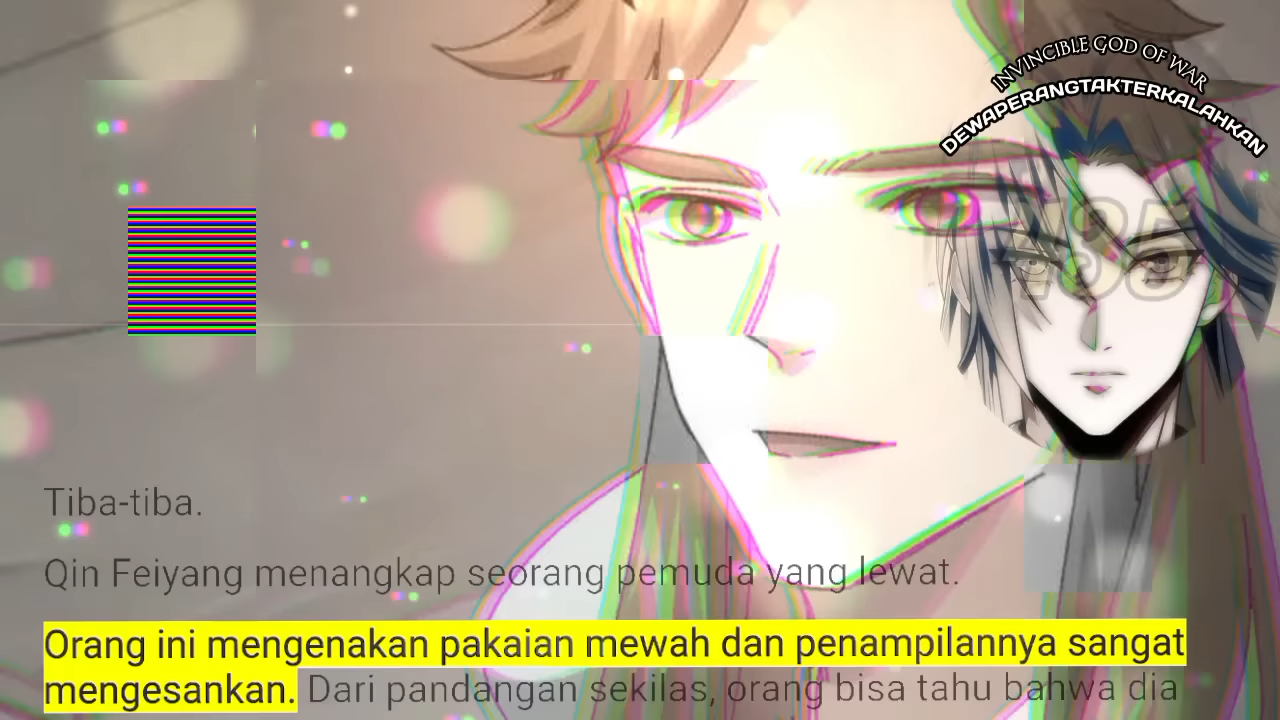 INVINCIBLE GOD OF WAR
DEWAPERANGTAKTERKALAHKAN
Tiba-tiba.
Qin Feiyang menangkap seorang pemuda yang lewat.
Orang ini mengenakan pakaian mewah dan penampilannya sangat
mengesankan. Dari pandangan sekilas, orang bisa tahu bahwa dia